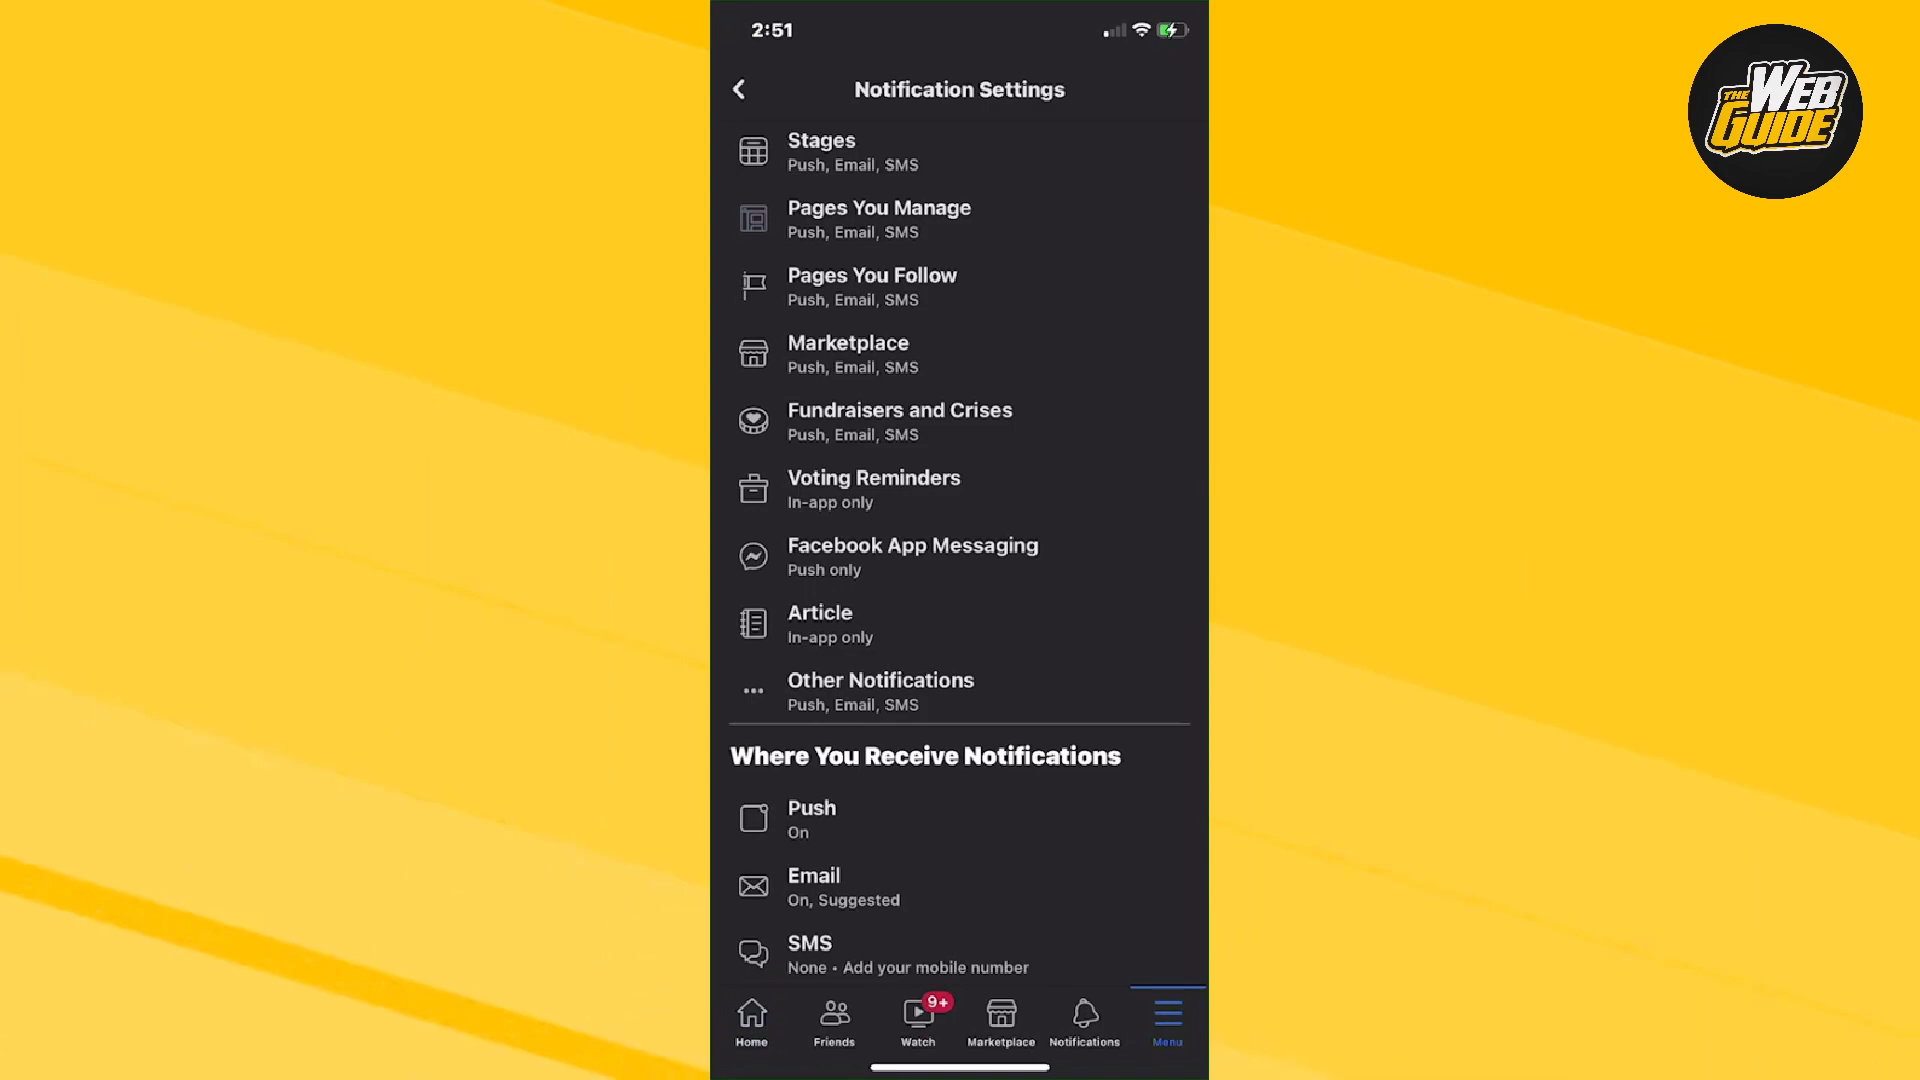 2:51
Notification Settings
THE WEB
GUIDE
Stages
Push, Email, SMS
Pages You Manage
Push, Email, SMS
Pages You Follow
Push, Email, SMS
Marketplace
Push, Email, SMS
Fundraisers and Crises
Push, Email, SMS
Voting Reminders
In-app only
Facebook App Messaging
Push only
Article
In-app only
Other Notifications
Push, Email, SMS
Where You Receive Notifications
Push
On
Email
On, Suggested
SMS
None • Add your mobile number
9+
Home Friends Watch Marketplace Notifications Menu